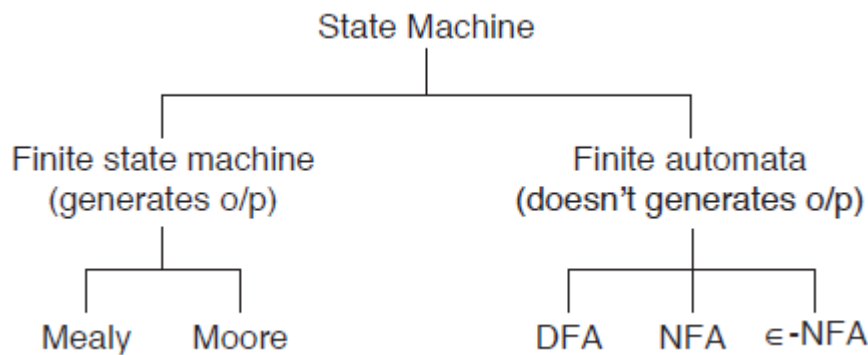 State Machine
Finite state machine
(generates o/p)
Finite automata
(doesn't generates o/p)
Mealy
Moore
DFA
NFA
∈-NFA